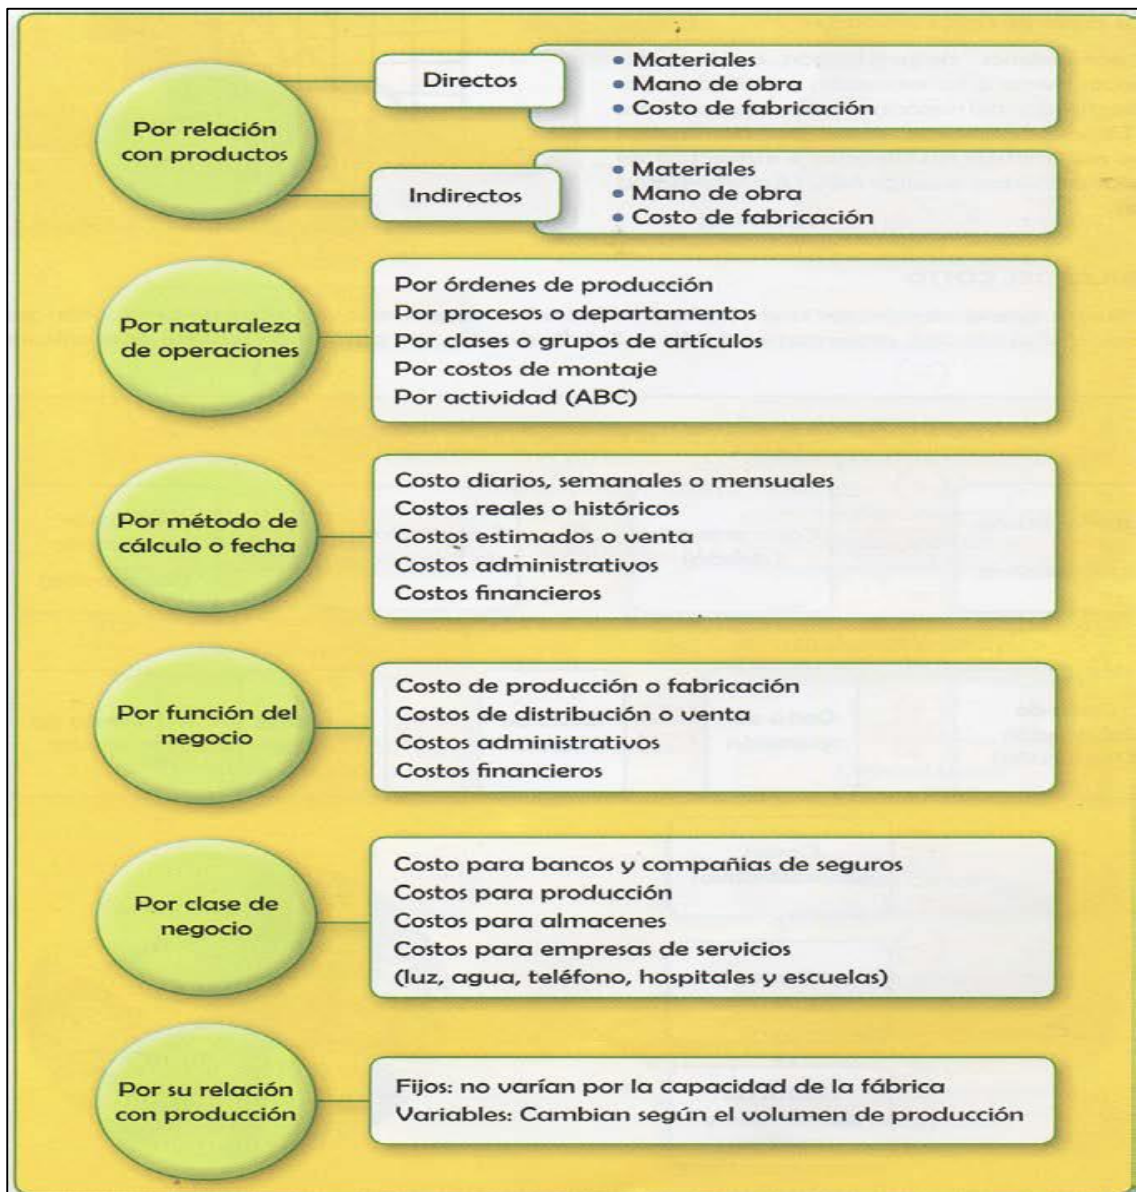 Por relación
con productos
Directos
• Materiales
• Mano de obra
• Costo de fabricación
Indirectos
• Materiales
• Mano de obra
• Costo de fabricación
Por naturaleza
de operaciones
Por órdenes de producción
Por procesos o departamentos
Por clases o grupos de artículos
Por costos de montaje
Por actividad (ABC)
Por método de
cálculo o fecha
Costo diarios, semanales o mensuales
Costos reales o históricos
Costos estimados o venta
Costos administrativos
Costos financieros
Por función del
negocio
Costo de producción o fabricación
Costos de distribución o venta
Costos administrativos
Costos financieros
Por clase de
negocio
Costo para bancos y compañias de seguros
Costos para producción
Costos para almacenes
Costos para empresas de servicios
(luz, agua, teléfono, hospitales y escuelas)
Por su relación
con producción
Fijos: no varían por la capacidad de la fábrica
Variables: Cambian según el volumen de producción